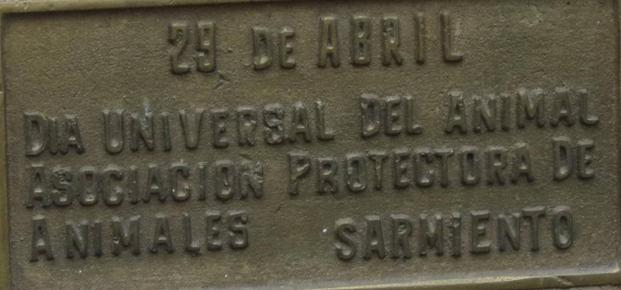 29 DE ABRIL
DIA UNIVERSAL DEL ANIMAL
ASOCIACION PROTECTORA DE
ANIMALES SARMIENTO